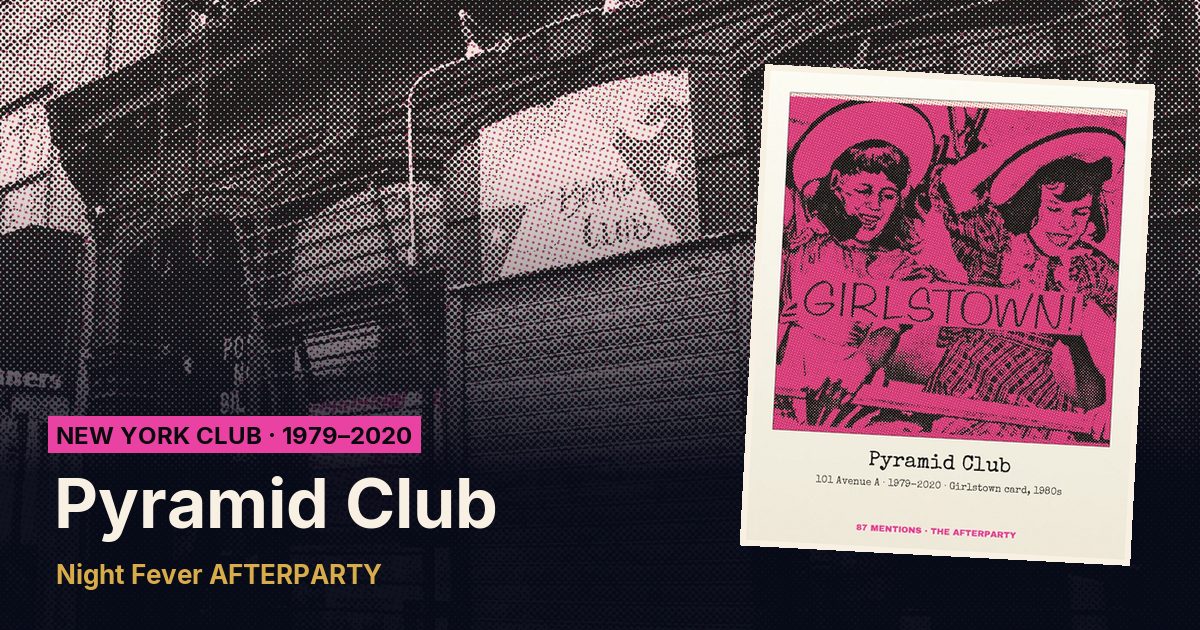 CLUB
NEW YORK CLUB · 1979–2020
Pyramid Club
Night Fever AFTERPARTY
GIRLSTOWN!
Pyramid Club
101 Avenue A · 1979–2020 · Girlstown card, 1980s
87 MENTIONS · THE AFTERPARTY